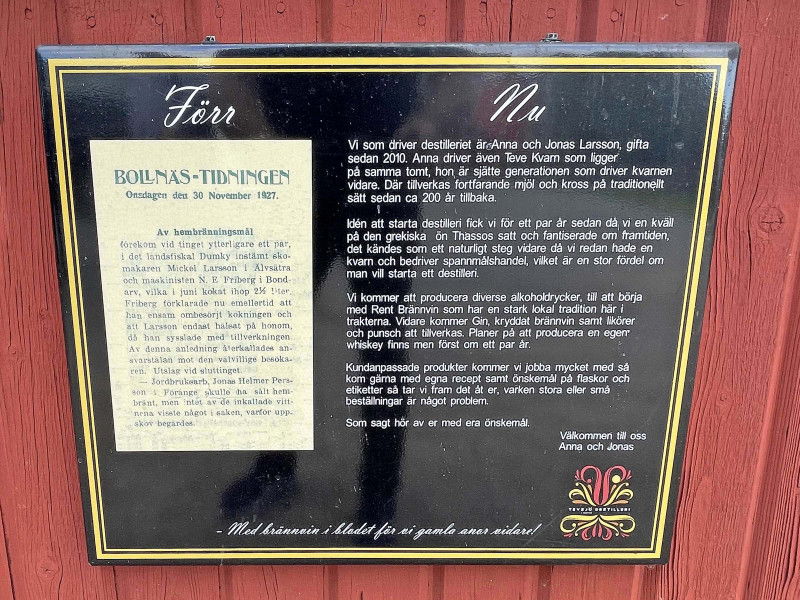 Förr
BOLLNÄS-TIDNINGEN
Onsdagen den 30 November 1927.
Av hembränningsmål
förekom vid tinget ytterligare ett par,
i det landsfiskal Dumky instämt sko-
makaren Mickel Larsson i Älvsätra
och maskinisten N. E. Friberg i Bond-
arv, vilka i juni kokat ihop 2½ liter.
Friberg förklarade nu emellertid att
han ensam ombesörjt kokningen och
att Larsson endast hälsat på honom,
då han sysslade med tillverkningen.
Av denna anledning återkallades an-
svarstalan mot den välvillige besöka-
ren. Utslag vid sluttinget.
— Jordbruksarb. Jonas Helmer Pers-
son i Föränge skulle ha sålt hem-
bränt, men intet av de inkallade vitt-
nena visste något i saken, varför upp-
skov begärdes.
Nu
Vi som driver destilleriet är Anna och Jonas Larsson, gifta
sedan 2010. Anna driver även Teve Kvarn som ligger
på samma tomt, hon är sjätte generationen som driver kvarnen
vidare. Där tillverkas fortfarande mjöl och kross på traditionellt
sätt sedan ca 200 år tillbaka.
Idén att starta destilleri fick vi för ett par år sedan då vi en kväll
på den grekiska ön Thassos satt och fantiserade om framtiden,
det kändes som ett naturligt steg vidare då vi redan hade en
kvarn och bedriver spannmålshandel, vilket är en stor fördel om
man vill starta ett destilleri.
Vi kommer att producera diverse alkoholdrycker, till att börja
med Rent Brännvin som har en stark lokal tradition här i
trakterna. Vidare kommer Gin, kryddat brännvin samt likörer
och punsch att tillverkas. Planer på att producera en egen
whiskey finns men först om ett par år.
Kundanpassade produkter kommer vi jobba mycket med så
kom gärna med egna recept samt önskemål på flaskor och
etiketter så tar vi fram det åt er, varken stora eller små
beställningar är något problem.
Som sagt hör av er med era önskemål.
Välkommen till oss
Anna och Jonas
TEVSJÖ DESTILLERI
- Med brännvin i blodet för vi gamla anor vidare!